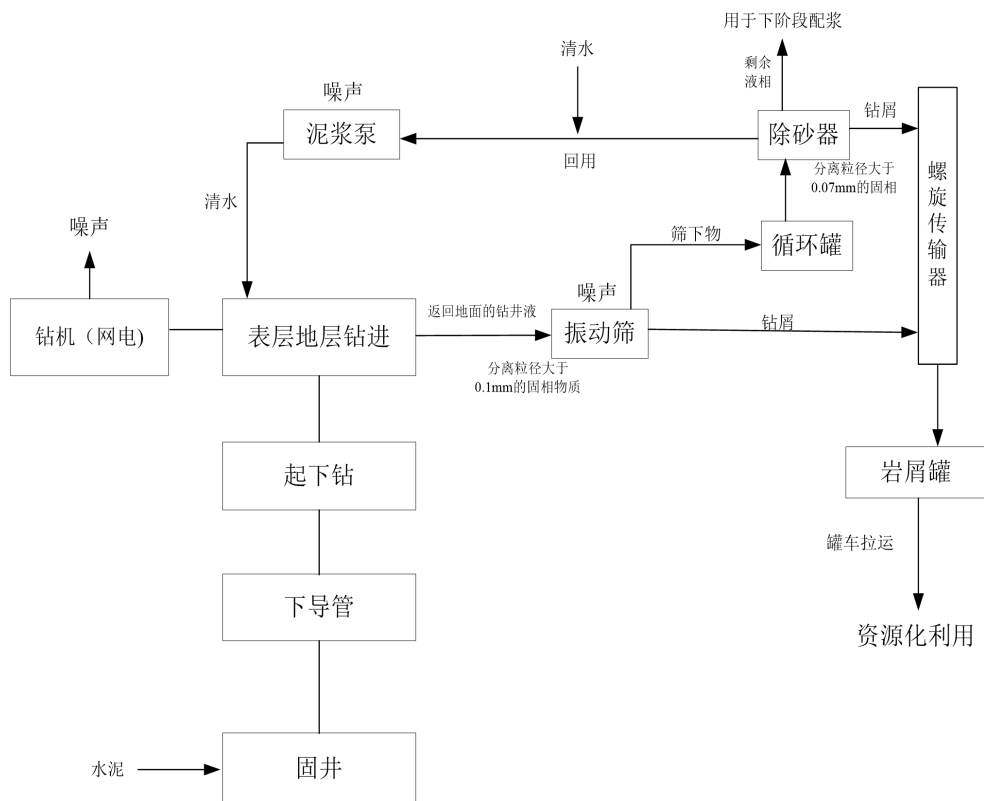 用于下阶段配浆
清水
剩余
液相
噪声
钻屑
泥浆泵
除砂器
回用
分离粒径大于
0.07mm的固相
螺旋传输器
清水
噪声
筛下物
循环罐
噪声
返回地面的钻井液
钻机（网电)
表层地层钻进
振动筛
钻屑
分离粒径大于
0.1mm的固相物质
起下钻
岩屑罐
罐车拉运
下导管
资源化利用
水泥
固井